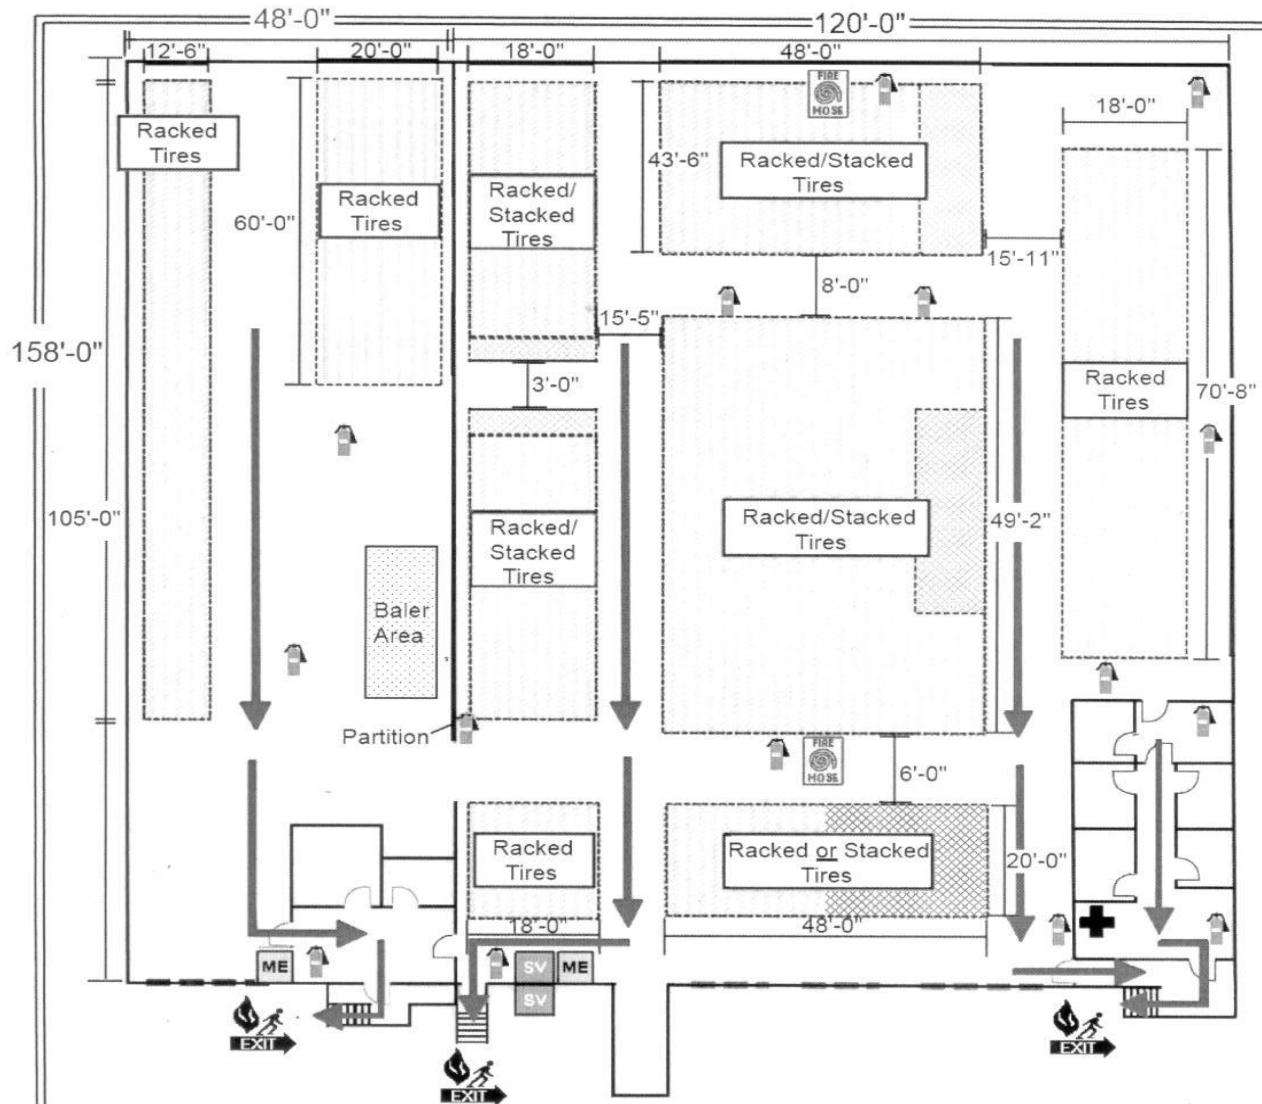 48'-0"
120'-0"
12'-6"
20'-0"
18'-0"
48'-0"
FIRE
HOSE
18'-0"
Racked
Tires
Racked
Tires
Racked/
Stacked
Tires
43'-6"
Racked/Stacked
Tires
60'-0"
15'-11"
8'-0"
15'-5"
158'-0"
3'-0"
Racked
Tires
70'-8"
105'-0"
Racked/
Stacked
Tires
Racked/Stacked
Tires
49'-2"
Baler
Area
Partition
FIRE
HOSE
6'-0"
Racked
Tires
Racked or Stacked
Tires
20'-0"
18'-0"
48'-0"
ME
SV
ME
SV
EXIT
EXIT
EXIT